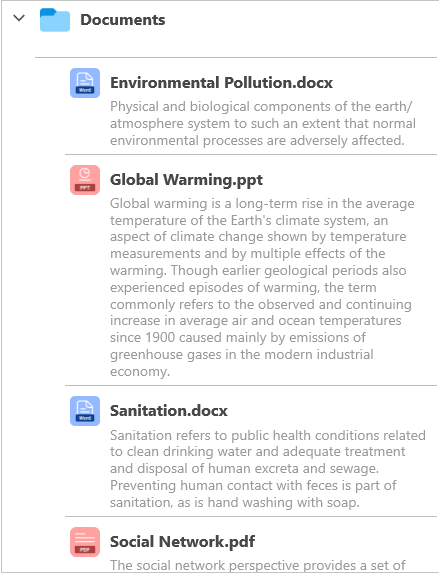 Documents
Word
Environmental Pollution.docx
Physical and biological components of the earth/
atmosphere system to such an extent that normal
environmental processes are adversely affected.
PPT
Global Warming.ppt
Global warming is a long-term rise in the average
temperature of the Earth's climate system, an
aspect of climate change shown by temperature
measurements and by multiple effects of the
warming. Though earlier geological periods also
experienced episodes of warming, the term
commonly refers to the observed and continuing
increase in average air and ocean temperatures
since 1900 caused mainly by emissions of
greenhouse gases in the modern industrial
economy.
Word
Sanitation.docx
Sanitation refers to public health conditions related
to clean drinking water and adequate treatment
and disposal of human excreta and sewage.
Preventing human contact with feces is part of
sanitation, as is hand washing with soap.
PDF
Social Network.pdf
The social network perspective provides a set of